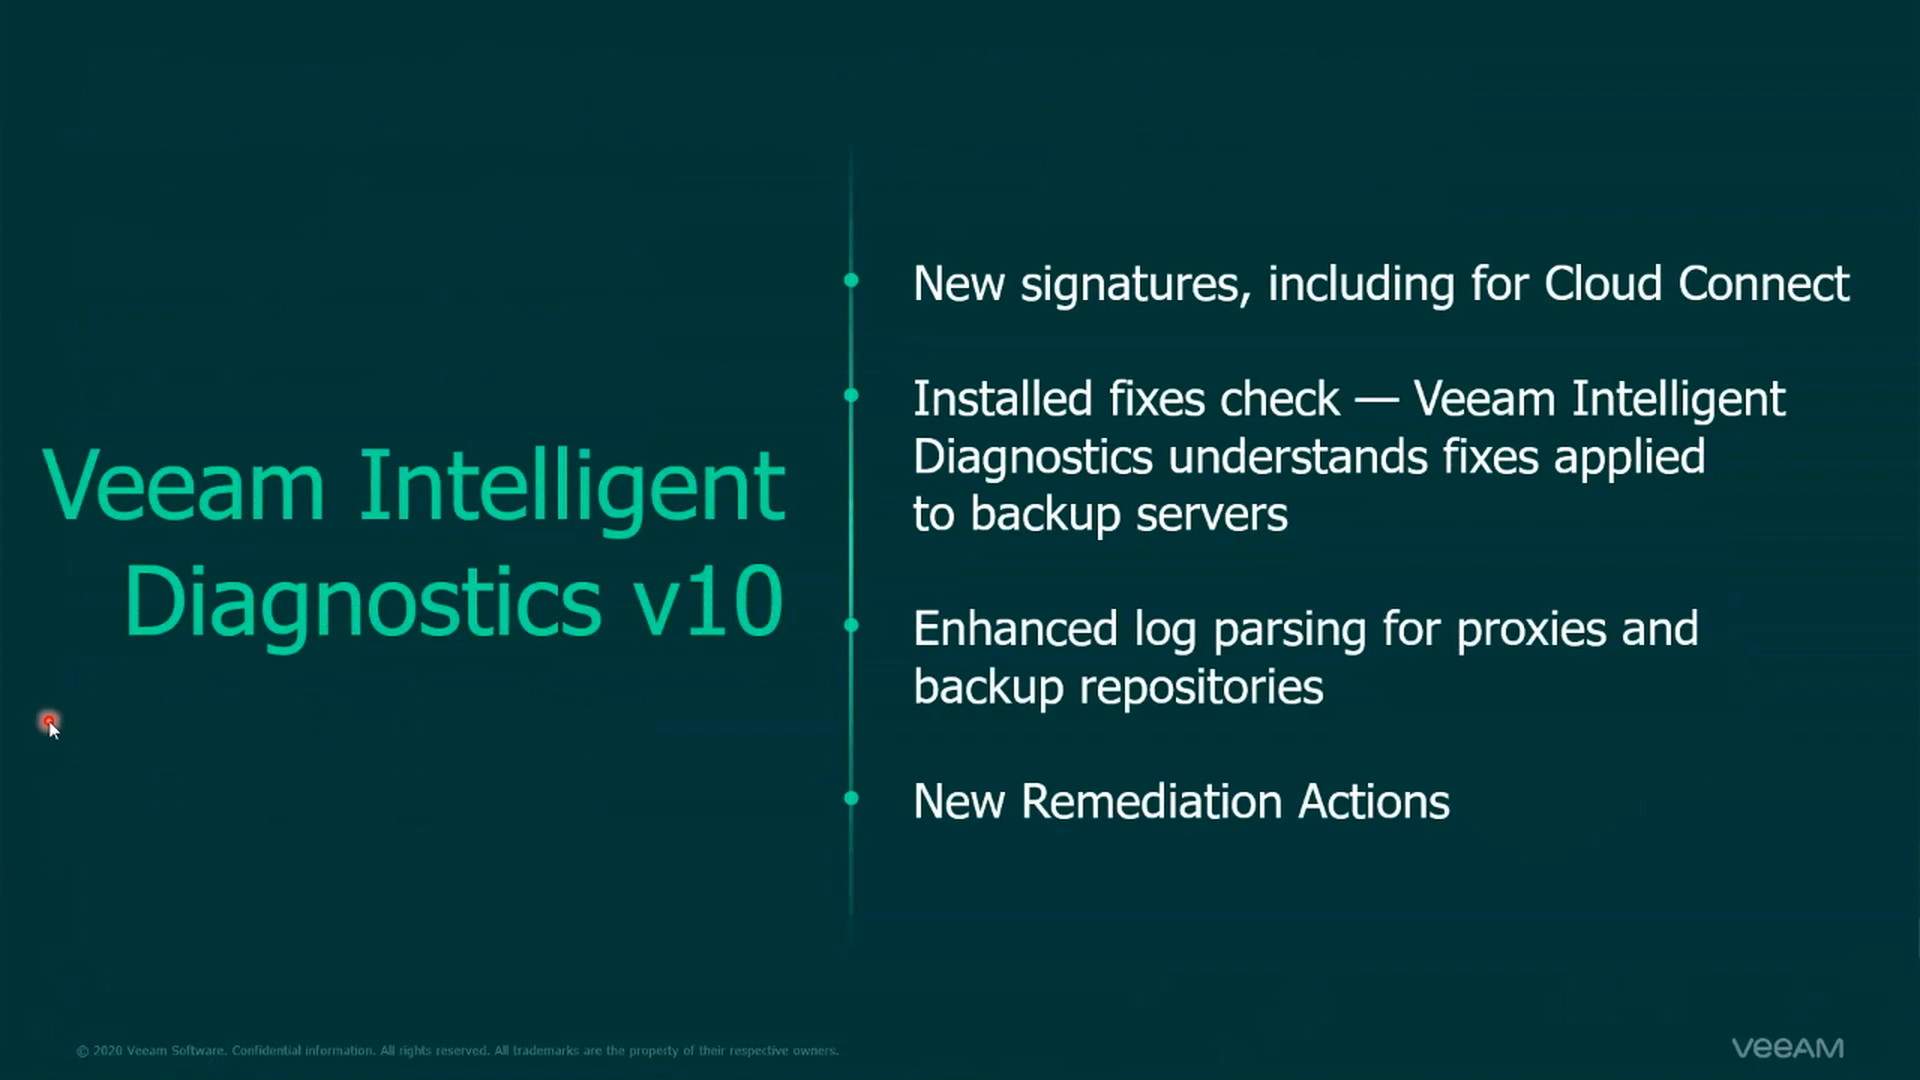 Veeam Intelligent
Diagnostics v10
New signatures, including for Cloud Connect
Installed fixes check — Veeam Intelligent
Diagnostics understands fixes applied
to backup servers
Enhanced log parsing for proxies and
backup repositories
New Remediation Actions
© 2020 Veeam Software. Confidential information. All rights reserved. All trademarks are the property of their respective owners.
veeAM